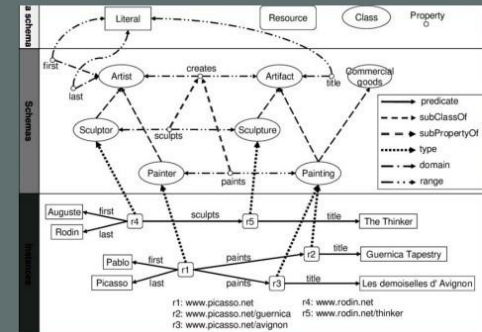 a schema
Literal
Resource
Class
Property
Schemas
first
last
creates
title
Artist
Artifact
Commercial goods
Sculptor
sculpts
Sculpture
Painter
paints
Painting
predicate
subClassOf
subPropertyOf
type
domain
range
Instances
Auguste
first
r4
sculpts
r5
title
The Thinker
Rodin
last
Pablo
first
r1
paints
r2
title
Guernica Tapestry
Picasso
last
paints
r3
title
Les demoiselles d' Avignon
r1: www.picasso.net
r4: www.rodin.net
r2: www.picasso.net/guernica
r5: www.rodin.net/thinker
r3: www.picasso.net/avignon